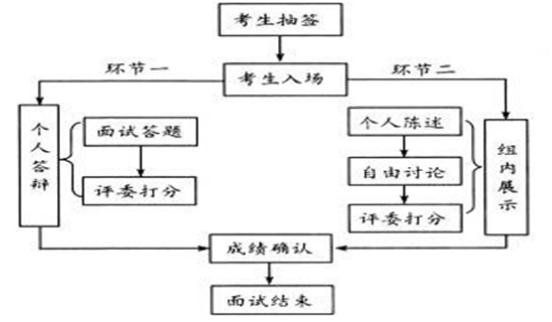 考生抽签
环节一
考生入场
环节二
个人答辩
面试答题
评委打分
个人陈述
自由讨论
评委打分
组内展示
成绩确认
面试结束